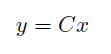 y = Cx